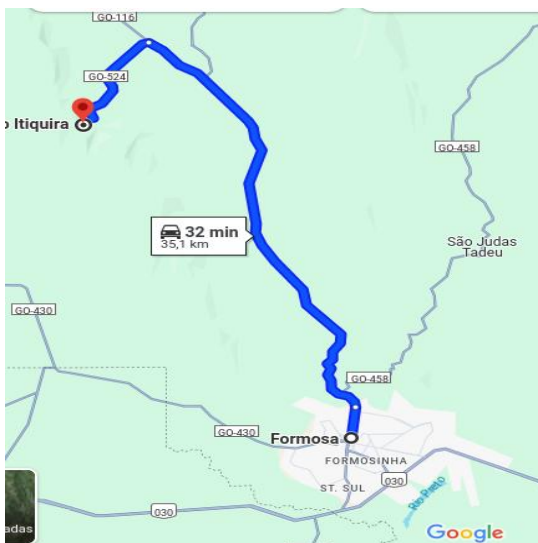 GO-116
GO-524
o Itiquira
GO-458
32 min
35,1 km
São Judas
Tadeu
GO-430
GO-458
GO-430
Formosa
FORMOSINHA
ST. SUL
030
Rio Preto
030
adas
Google